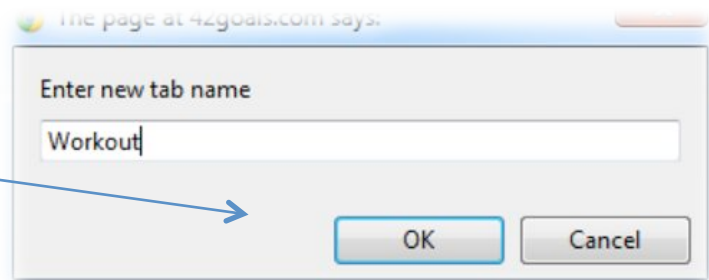 The page at 42goals.com says:
Enter new tab name
Workout
OK Cancel